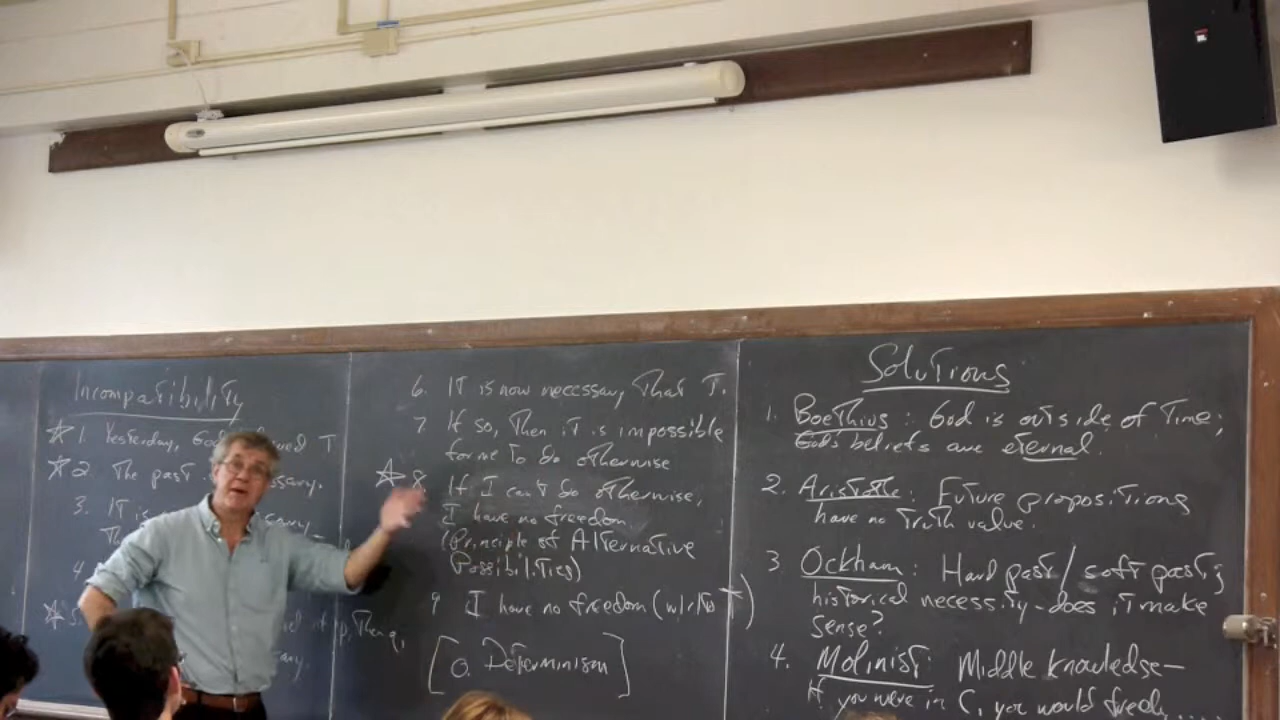 Incompatibility
1. Yesterday, God T
2 The past
3. It is
4
6. It is now necessary that T.
7 If so, then it is impossible
for me to do otherwise
8 If I can't do otherwise,
I have no freedom
(Principle of Alternative
Possibilities)
9 I have no freedom (w/r/to T)
[0. Determinism]
Solutions
1. Boethius: God is outside of Time;
God's beliefs are eternal.
2. Aristotle: Future propositions
have no truth value.
3 Ockham: Hard past/soft past;
historical necessity-does it make
sense?
4. Molinist: Middle knowledge—
If you were in C, you would freely....